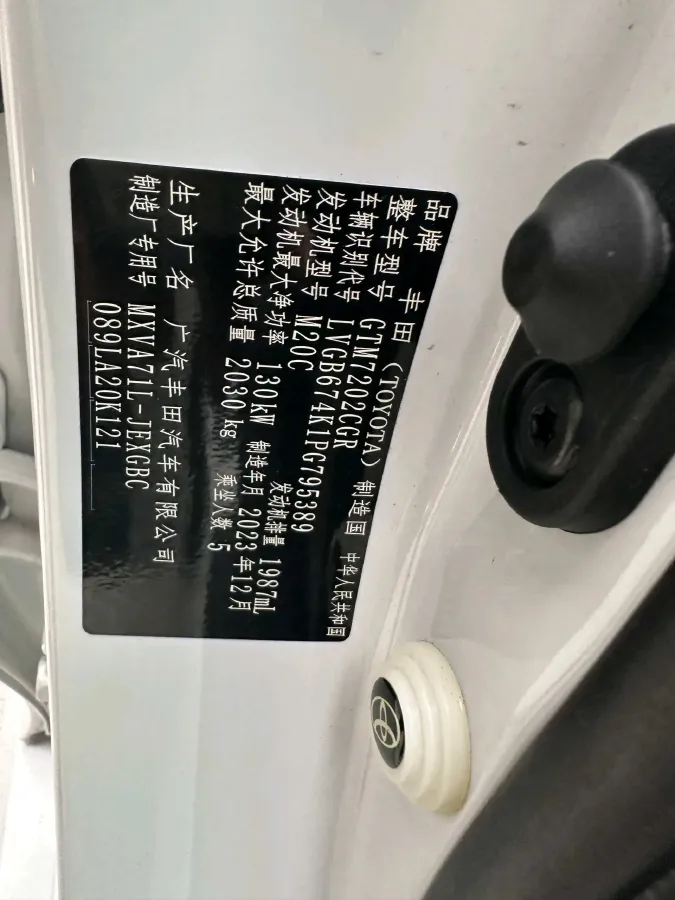 品牌 丰田(TOYOTA) 制造国 中华人民共和国
整车型号 GTM7202CGR
车辆识别代号 LVGB674K1PG795389
发动机型号 M20C 发动机排量 1987mL
发动机最大净功率 130kW 制造年月 2023年12月
最大允许总质量 2030kg 乘坐人数 5
生产厂名 广汽丰田汽车有限公司
制造厂专用号 MXVA71L-JEXGBC
089LA20K121